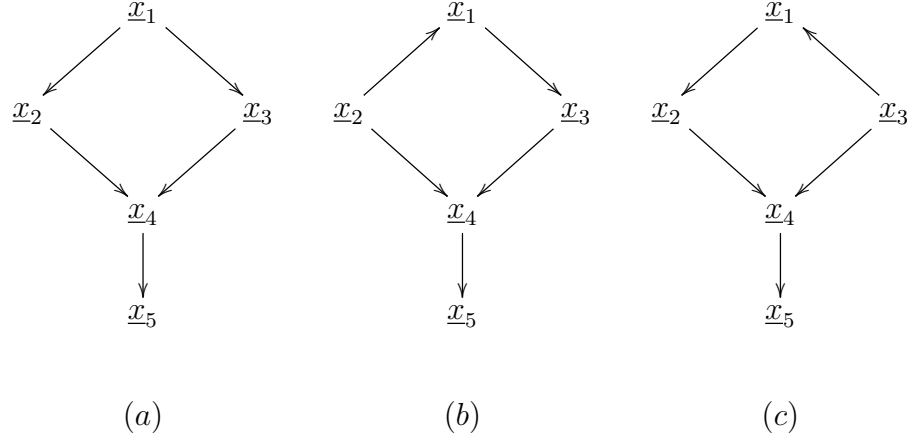 x₁ x₁ x₁
x₂ x₃ x₂ x₃ x₂ x₃
x₄ x₄ x₄
x₅ x₅ x₅
(a) (b) (c)